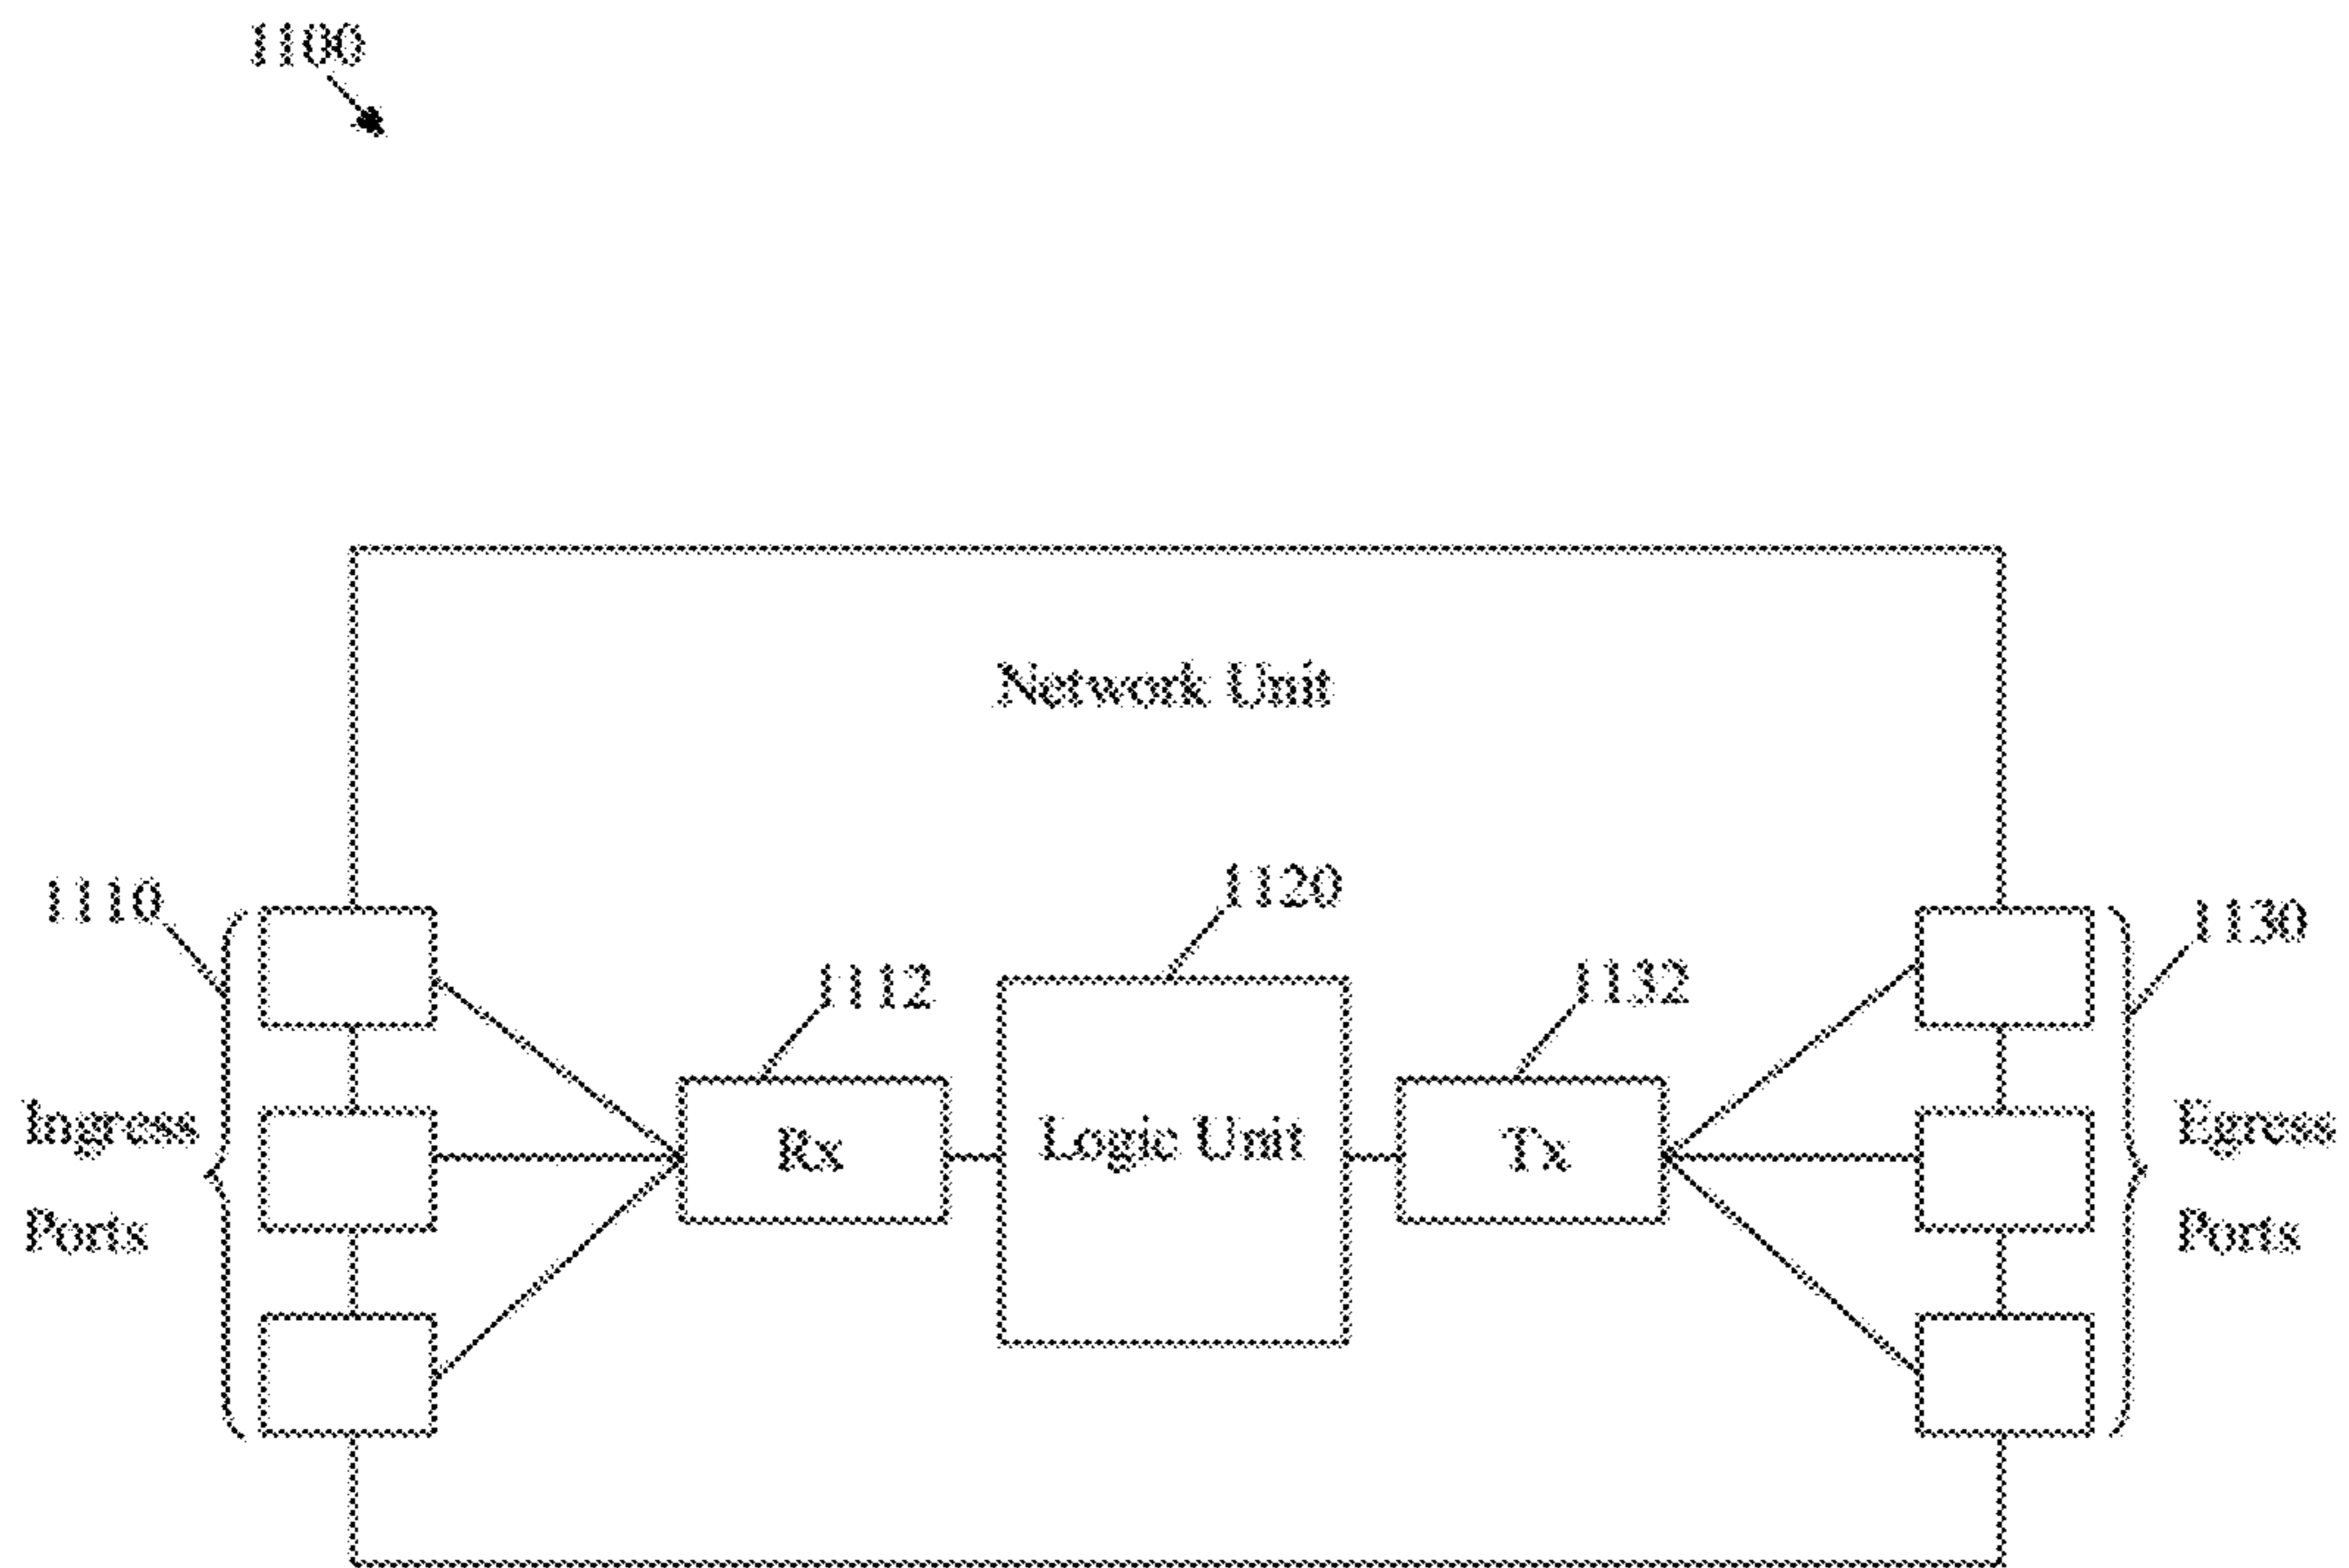 1100
Network Unit
1110
1120
1130
1112
1132
Ingress
Ports
Rx
Logic Unit
Tx
Egress
Ports